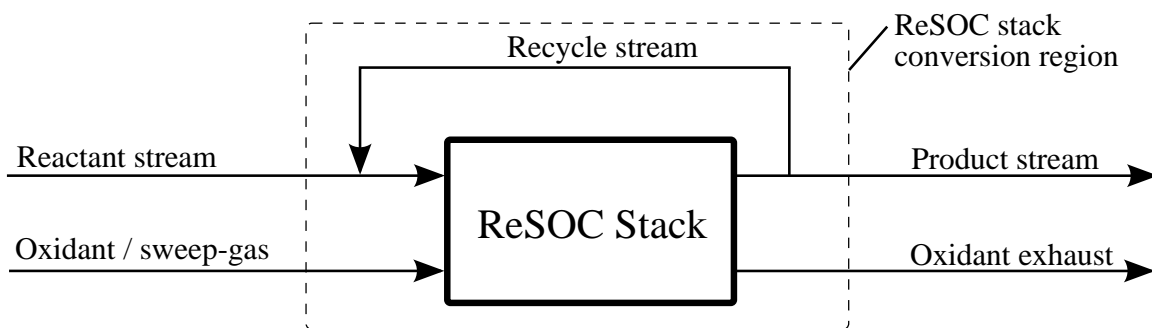 ReSOC stack
conversion region
Recycle stream
Reactant stream
Product stream
ReSOC Stack
Oxidant / sweep-gas
Oxidant exhaust